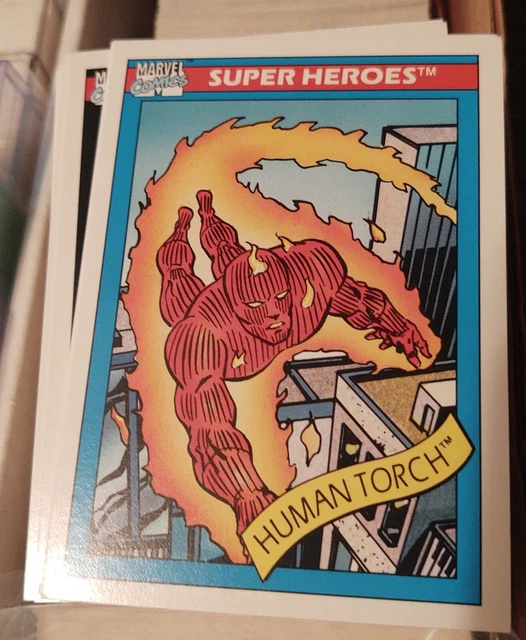 MARVEL
COMICS
SUPER HEROES™
HUMAN TORCH™